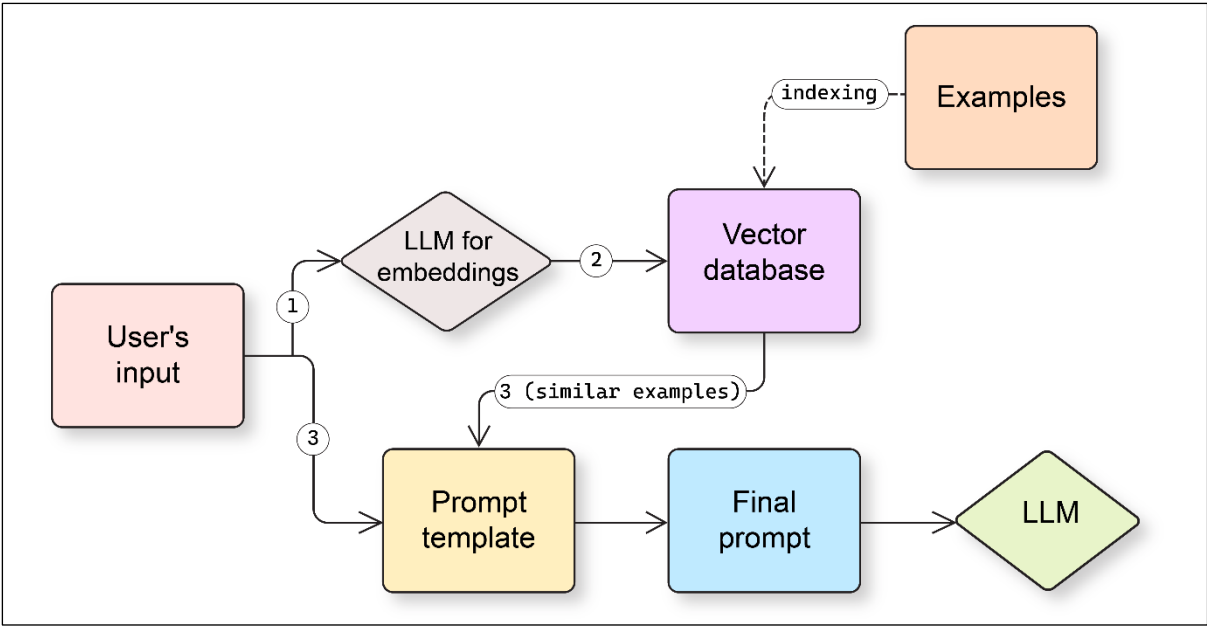 indexing
Examples
LLM for
embeddings
2
Vector
database
1
User's
input
3 (similar examples)
3
Prompt
template
Final
prompt
LLM